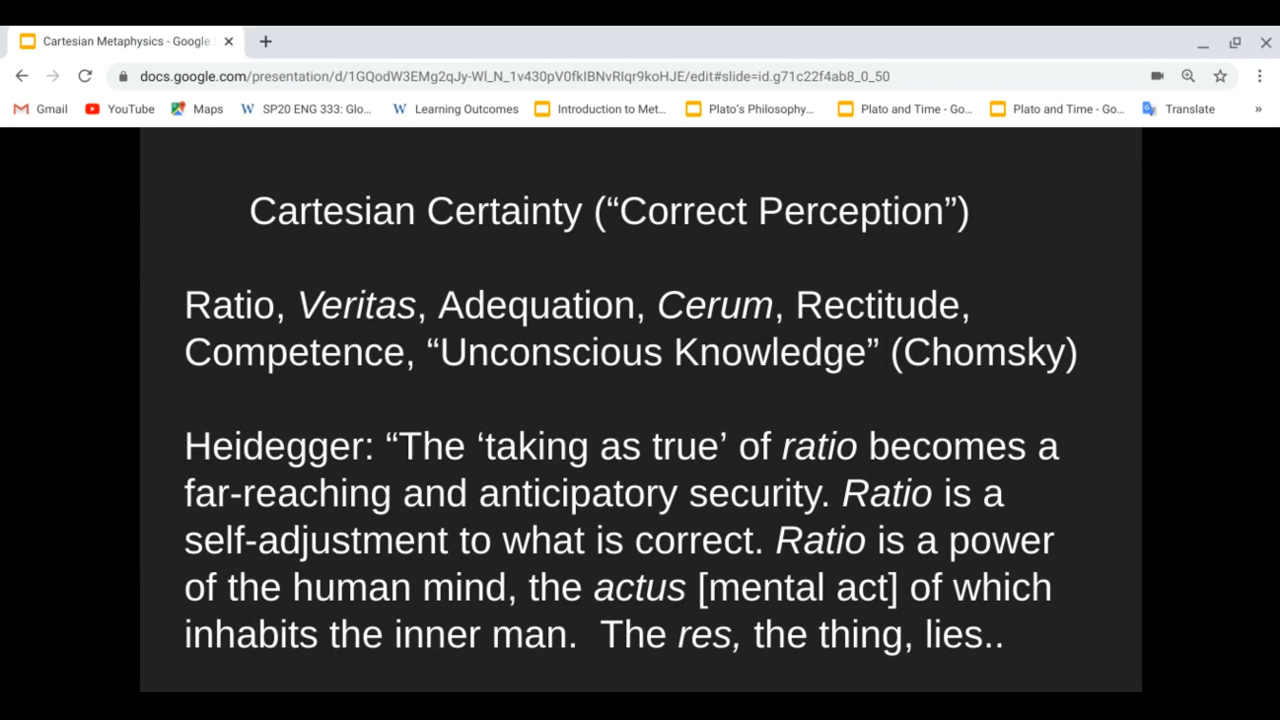 Cartesian Metaphysics - Google
docs.google.com/presentation/d/1GQodW3EMg2qJy-Wl_N_1v430pV0fkIBNvRIqr9koHJE/edit#slide=id.g71c22f4ab8_0_50
Gmail YouTube Maps SP20 ENG 333: Glo... Learning Outcomes Introduction to Met... Plato's Philosophy... Plato and Time - Go... Plato and Time - Go... Translate »
Cartesian Certainty (“Correct Perception”)
Ratio, Veritas, Adequation, Cerum, Rectitude,
Competence, “Unconscious Knowledge” (Chomsky)
Heidegger: “The ‘taking as true’ of ratio becomes a
far-reaching and anticipatory security. Ratio is a
self-adjustment to what is correct. Ratio is a power
of the human mind, the actus [mental act] of which
inhabits the inner man. The res, the thing, lies..